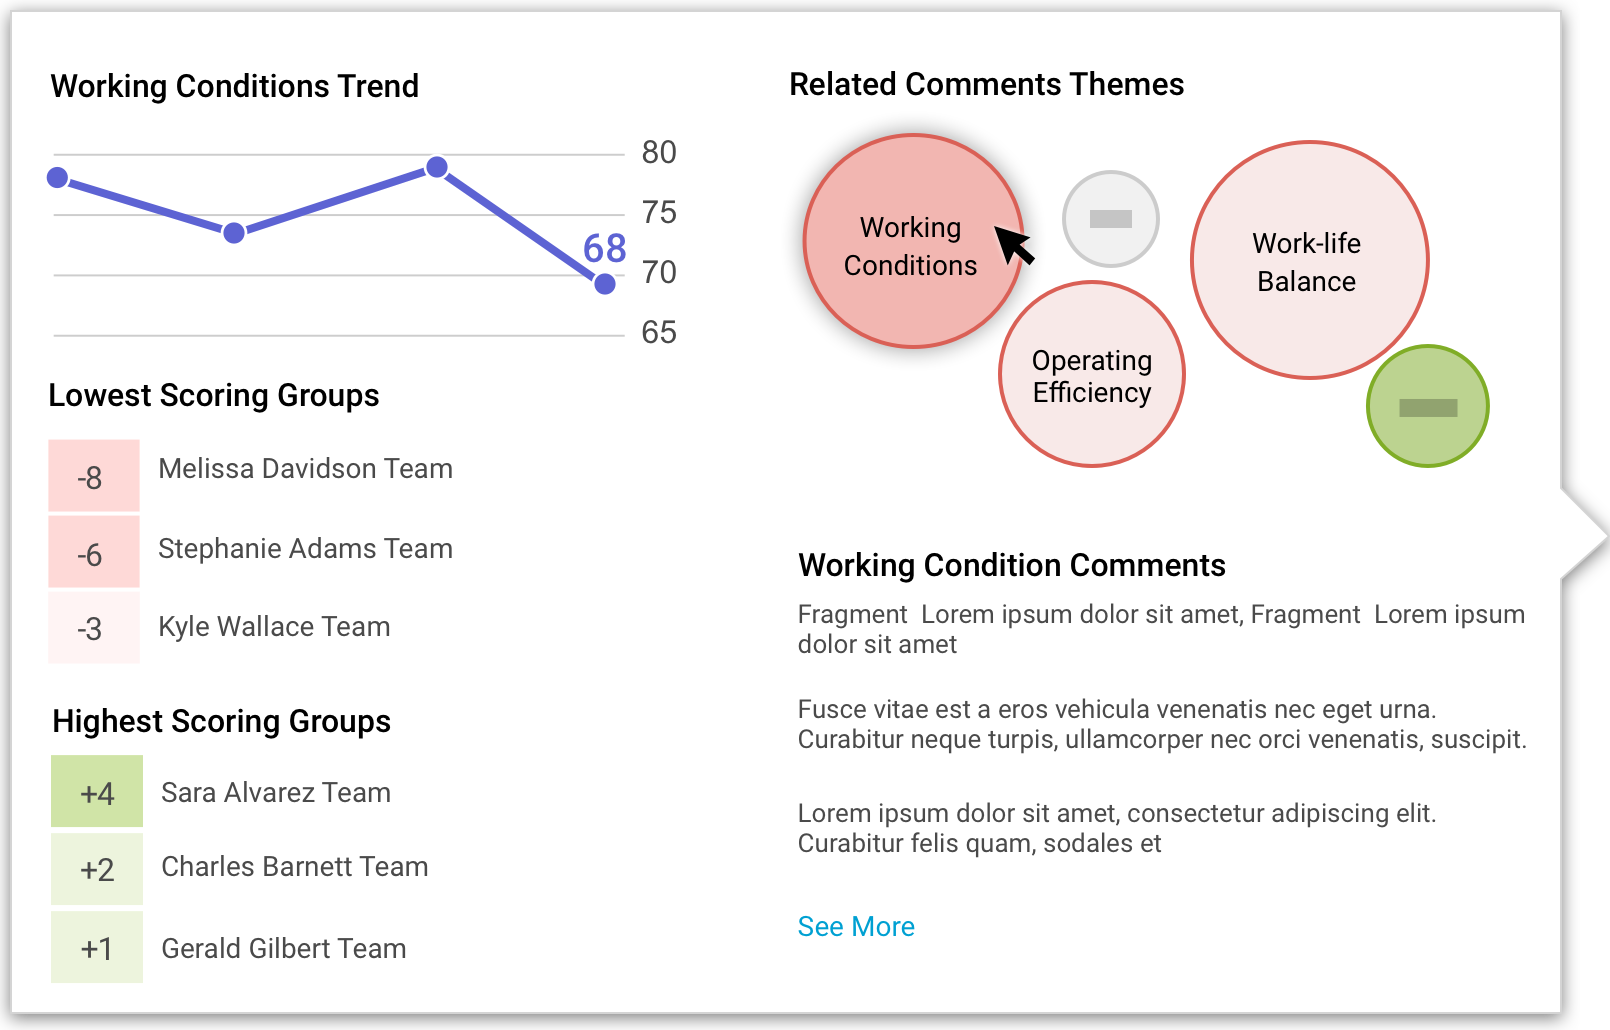 Working Conditions Trend
80
75
68
70
65
Lowest Scoring Groups
-8
Melissa Davidson Team
-6
Stephanie Adams Team
-3
Kyle Wallace Team
Highest Scoring Groups
+4
Sara Alvarez Team
+2
Charles Barnett Team
+1
Gerald Gilbert Team
Related Comments Themes
Working
Conditions
Work-life
Balance
Operating
Efficiency
Working Condition Comments
Fragment  Lorem ipsum dolor sit amet, Fragment  Lorem ipsum
dolor sit amet
Fusce vitae est a eros vehicula venenatis nec eget urna.
Curabitur neque turpis, ullamcorper nec orci venenatis, suscipit.
Lorem ipsum dolor sit amet, consectetur adipiscing elit.
Curabitur felis quam, sodales et
See More